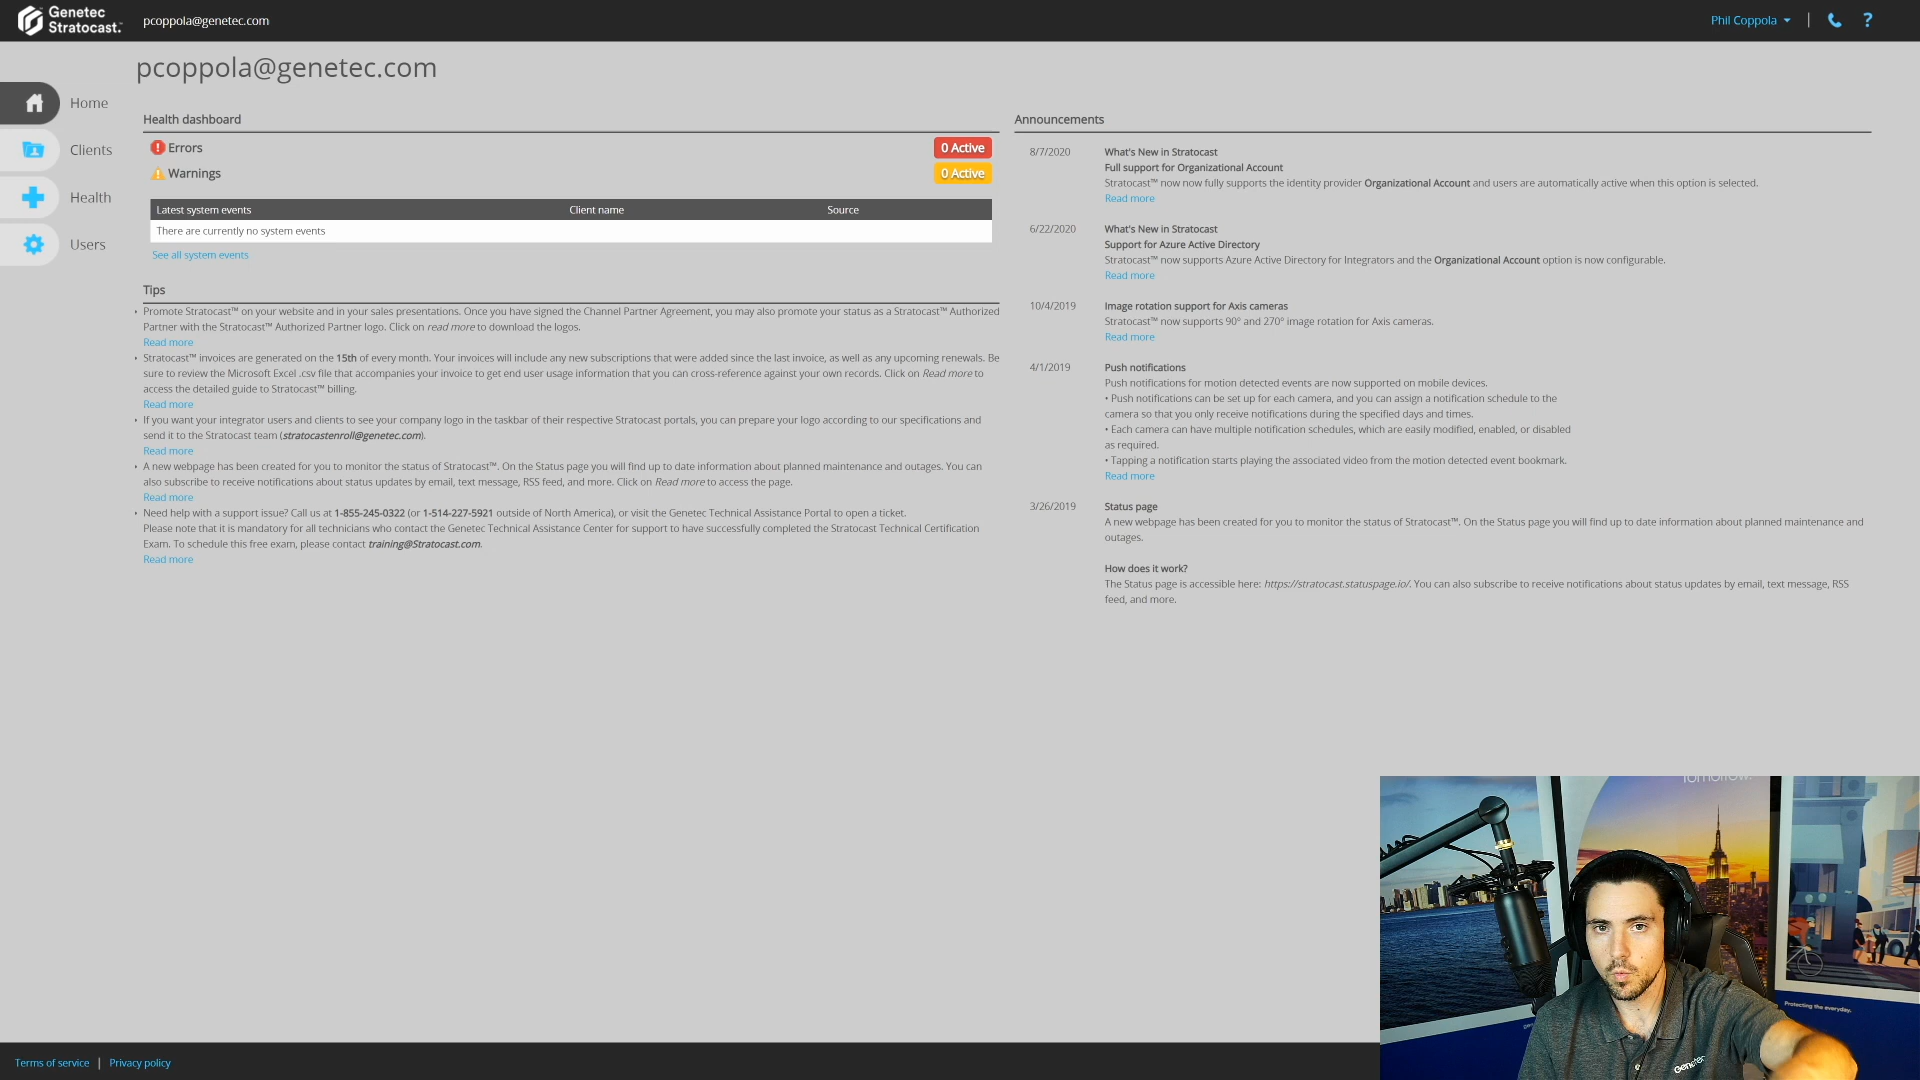 Genetec
Stratocast.
pcoppola@genetec.com
Phil Coppola
?
pcoppola@genetec.com
Home
Clients
Health
Users
Health dashboard
Errors
0 Active
Warnings
0 Active
Latest system events Client name Source
There are currently no system events
See all system events
Tips
Promote Stratocast™ on your website and in your sales presentations. Once you have signed the Channel Partner Agreement, you may also promote your status as a Stratocast™ Authorized
Partner with the Stratocast™ Authorized Partner logo. Click on read more to download the logos.
Read more
Stratocast™ invoices are generated on the 15th of every month. Your invoices will include any new subscriptions that were added since the last invoice, as well as any upcoming renewals. Be
sure to review the Microsoft Excel .csv file that accompanies your invoice to get end user usage information that you can cross-reference against your own records. Click on Read more to
access the detailed guide to Stratocast™ billing.
Read more
If you want your integrator users and clients to see your company logo in the taskbar of their respective Stratocast portals, you can prepare your logo according to our specifications and
send it to the Stratocast team (stratocastenroll@genetec.com).
Read more
A new webpage has been created for you to monitor the status of Stratocast™. On the Status page you will find up to date information about planned maintenance and outages. You can
also subscribe to receive notifications about status updates by email, text message, RSS feed, and more. Click on Read more to access the page.
Read more
Need help with a support issue? Call us at 1-855-245-0322 (or 1-514-227-5921 outside of North America), or visit the Genetec Technical Assistance Portal to open a ticket.
Please note that it is mandatory for all technicians who contact the Genetec Technical Assistance Center for support to have successfully completed the Stratocast Technical Certification
Exam. To schedule this free exam, please contact training@Stratocast.com.
Read more
Announcements
8/7/2020 What's New in Stratocast
Full support for Organizational Account
Stratocast™ now now fully supports the identity provider Organizational Account and users are automatically active when this option is selected.
Read more
6/22/2020 What's New in Stratocast
Support for Azure Active Directory
Stratocast™ now supports Azure Active Directory for Integrators and the Organizational Account option is now configurable.
Read more
10/4/2019 Image rotation support for Axis cameras
Stratocast™ now supports 90° and 270° image rotation for Axis cameras.
Read more
4/1/2019 Push notifications
Push notifications for motion detected events are now supported on mobile devices.
• Push notifications can be set up for each camera, and you can assign a notification schedule to the
camera so that you only receive notifications during the specified days and times.
• Each camera can have multiple notification schedules, which are easily modified, enabled, or disabled
as required.
• Tapping a notification starts playing the associated video from the motion detected event bookmark.
Read more
3/26/2019 Status page
A new webpage has been created for you to monitor the status of Stratocast™. On the Status page you will find up to date information about planned maintenance and
outages.
How does it work?
The Status page is accessible here: https://stratocast.statuspage.io/. You can also subscribe to receive notifications about status updates by email, text message, RSS
feed, and more.
Tomorrow.
Protecting the everyday.
Genetec
Terms of service | Privacy policy